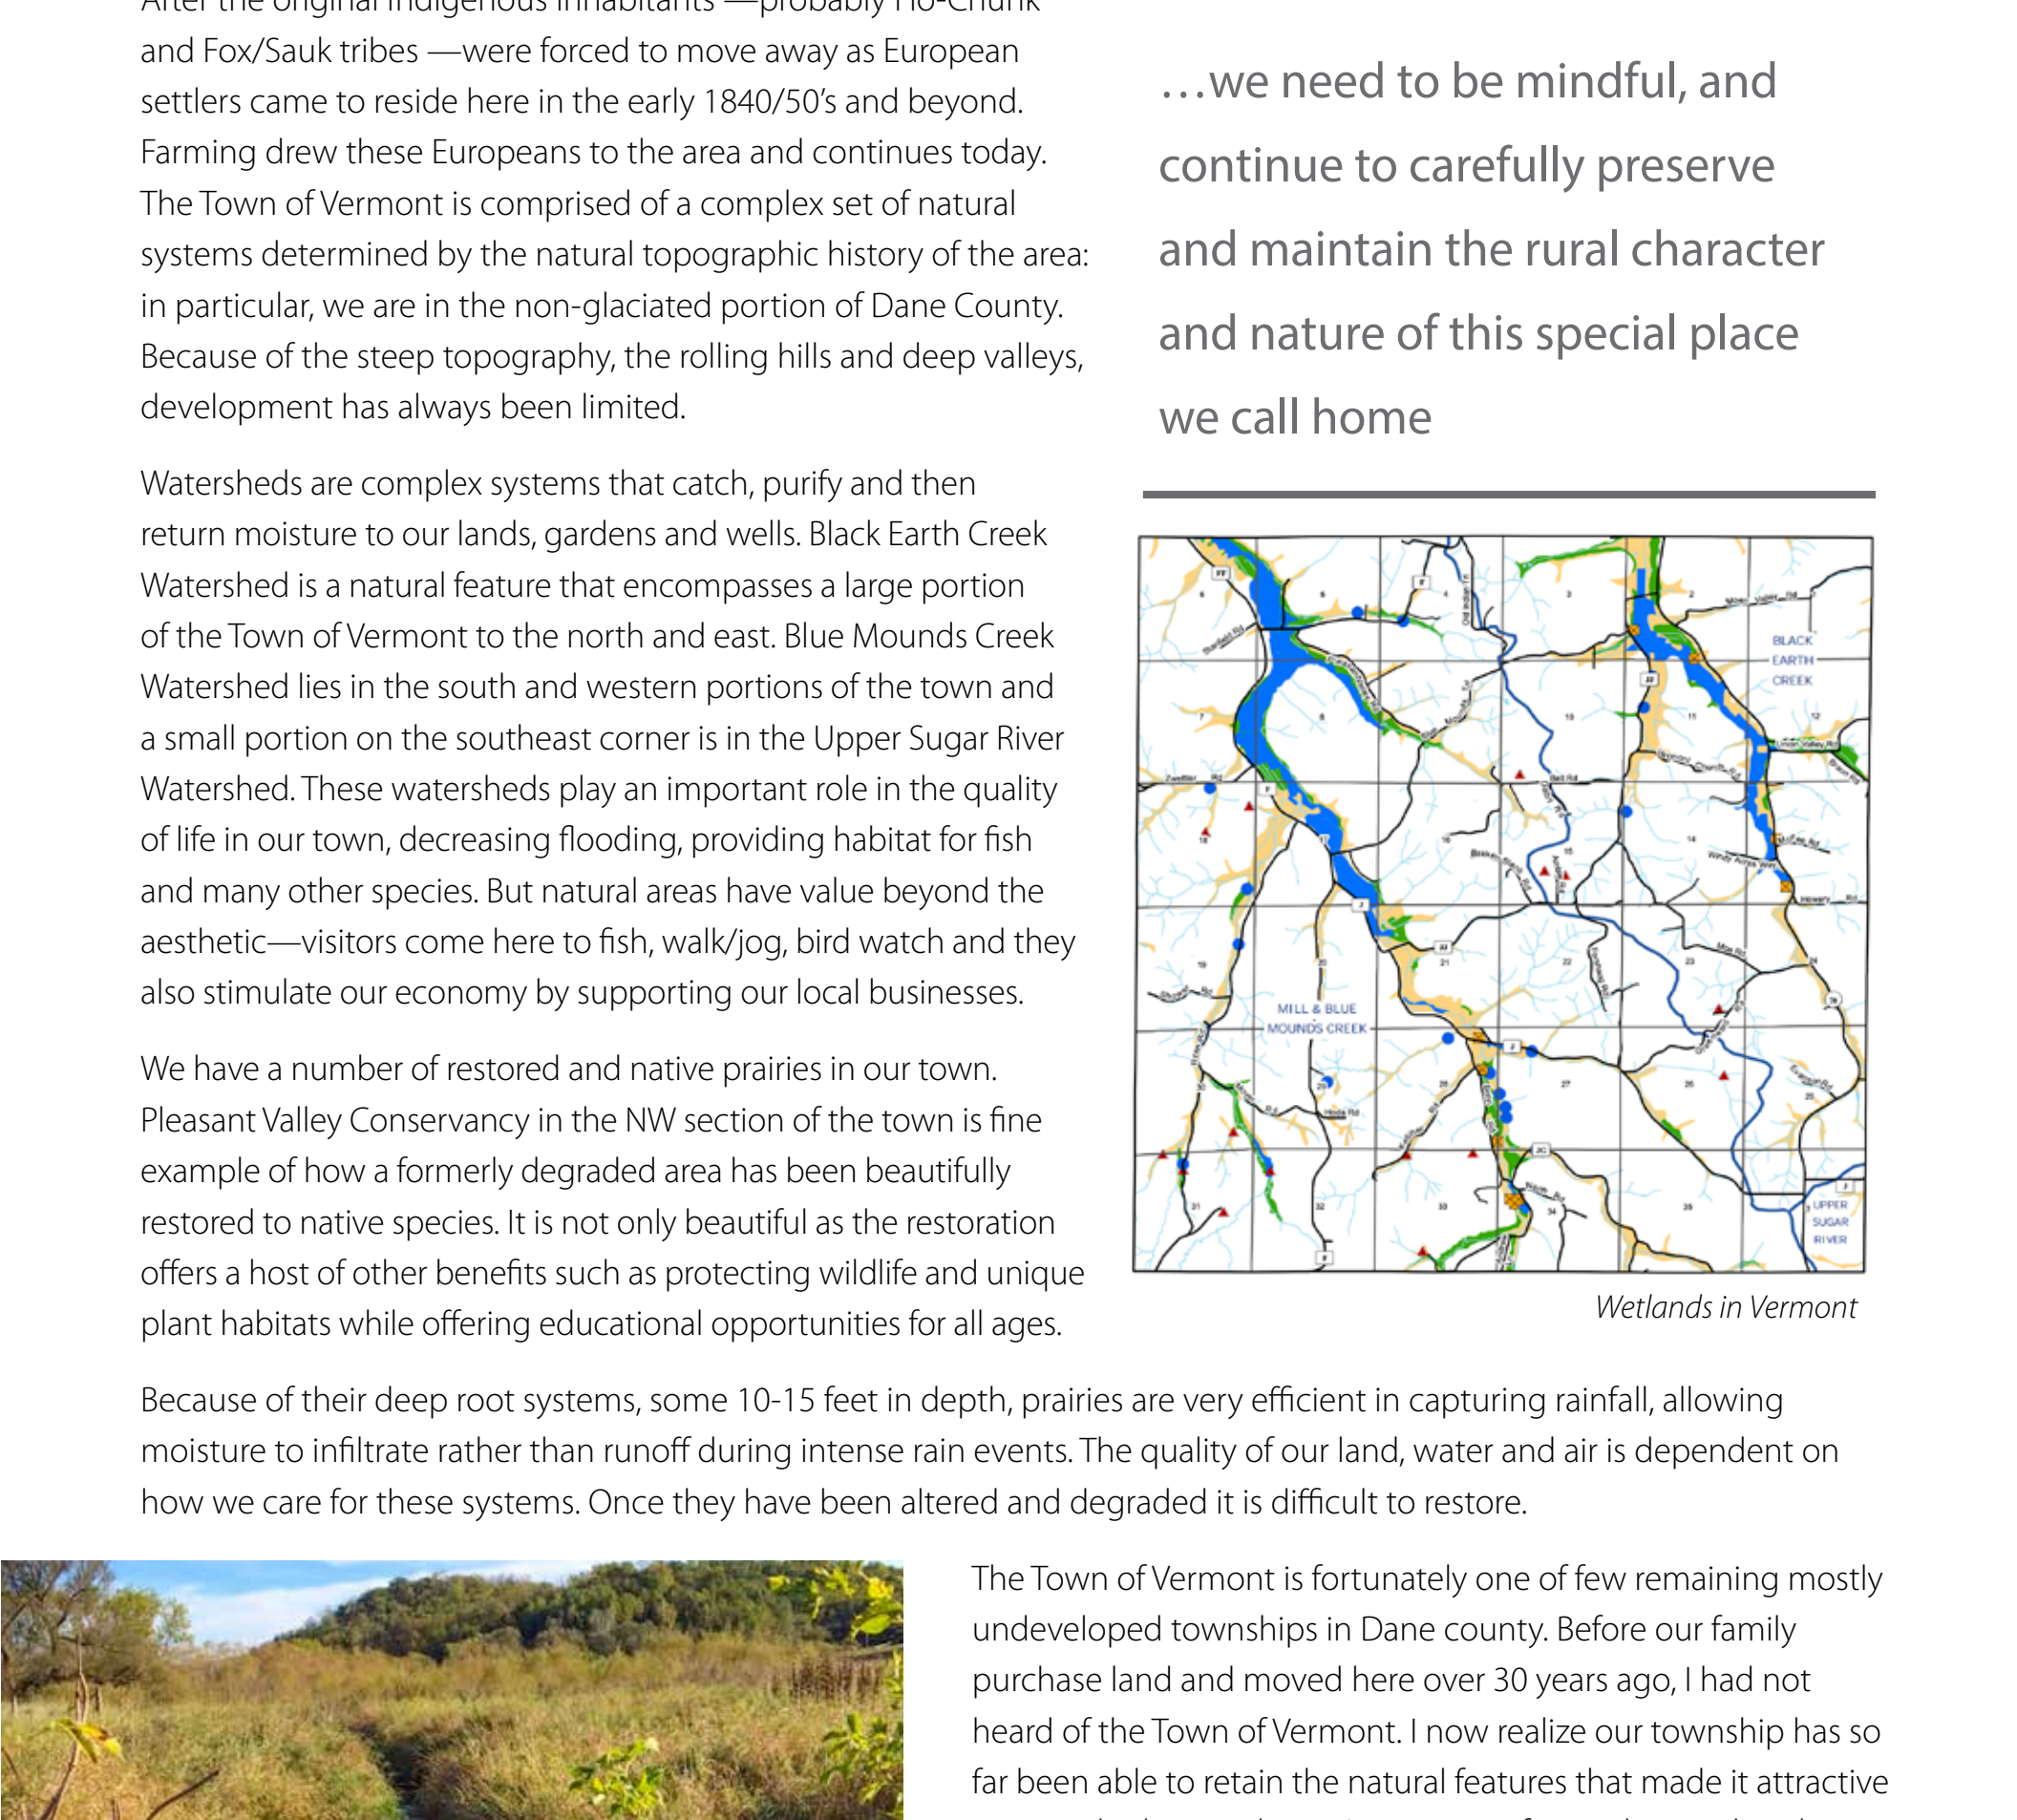 After the original indigenous inhabitants —probably Ho-Chunk
and Fox/Sauk tribes —were forced to move away as European
settlers came to reside here in the early 1840/50's and beyond.
Farming drew these Europeans to the area and continues today.
The Town of Vermont is comprised of a complex set of natural
systems determined by the natural topographic history of the area:
in particular, we are in the non-glaciated portion of Dane County.
Because of the steep topography, the rolling hills and deep valleys,
development has always been limited.
Watersheds are complex systems that catch, purify and then
return moisture to our lands, gardens and wells. Black Earth Creek
Watershed is a natural feature that encompasses a large portion
of the Town of Vermont to the north and east. Blue Mounds Creek
Watershed lies in the south and western portions of the town and
a small portion on the southeast corner is in the Upper Sugar River
Watershed. These watersheds play an important role in the quality
of life in our town, decreasing flooding, providing habitat for fish
and many other species. But natural areas have value beyond the
aesthetic—visitors come here to fish, walk/jog, bird watch and they
also stimulate our economy by supporting our local businesses.
We have a number of restored and native prairies in our town.
Pleasant Valley Conservancy in the NW section of the town is fine
example of how a formerly degraded area has been beautifully
restored to native species. It is not only beautiful as the restoration
offers a host of other benefits such as protecting wildlife and unique
plant habitats while offering educational opportunities for all ages.
…we need to be mindful, and
continue to carefully preserve
and maintain the rural character
and nature of this special place
we call home
BLACK
EARTH
CREEK
Union Valley Rd
Zwettler Rd
Bell Rd
McKee Rd
MILL & BLUE
MOUNDS CREEK
UPPER
SUGAR
RIVER
Wetlands in Vermont
Because of their deep root systems, some 10-15 feet in depth, prairies are very efficient in capturing rainfall, allowing
moisture to infiltrate rather than runoff during intense rain events. The quality of our land, water and air is dependent on
how we care for these systems. Once they have been altered and degraded it is difficult to restore.
The Town of Vermont is fortunately one of few remaining mostly
undeveloped townships in Dane county. Before our family
purchase land and moved here over 30 years ago, I had not
heard of the Town of Vermont. I now realize our township has so
far been able to retain the natural features that made it attractive